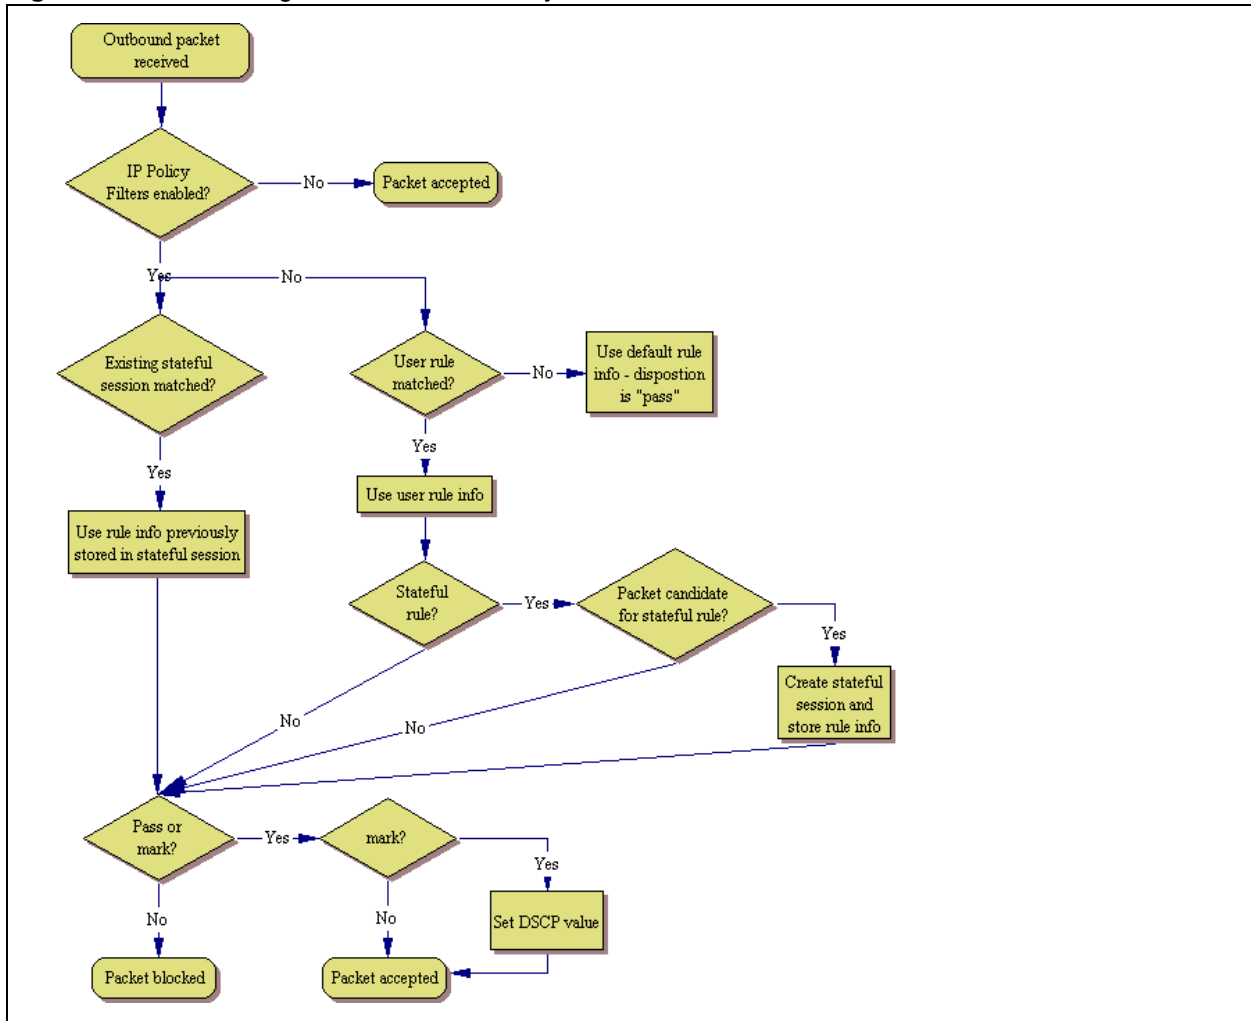 Outbound packet
received
IP Policy
Filters enabled?
No
Packet accepted
Yes
No
Existing stateful
session matched?
User rule
matched?
No
Use default rule
info - dispostion
is "pass"
Yes
Yes
Use user rule info
Use rule info previously
stored in stateful session
Stateful
rule?
Yes
Packet candidate
for stateful rule?
Yes
Create stateful
session and
store rule info
No
No
Pass or
mark?
Yes
mark?
Yes
No
No
Set DSCP value
Packet blocked
Packet accepted